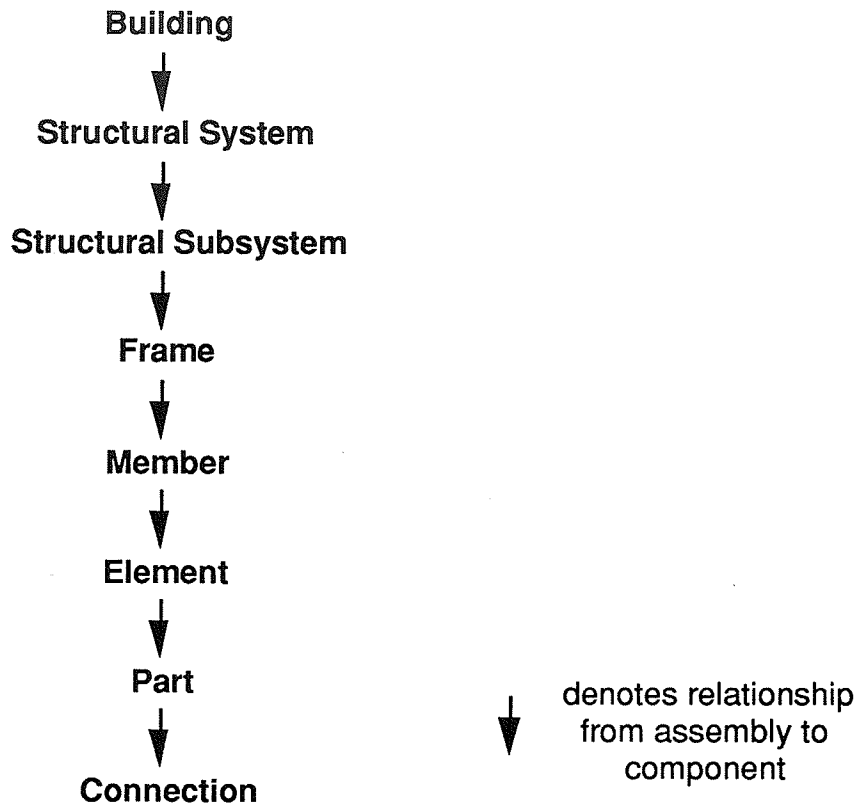 Building
Structural System
Structural Subsystem
Frame
Member
Element
Part
Connection
denotes relationship
from assembly to
component